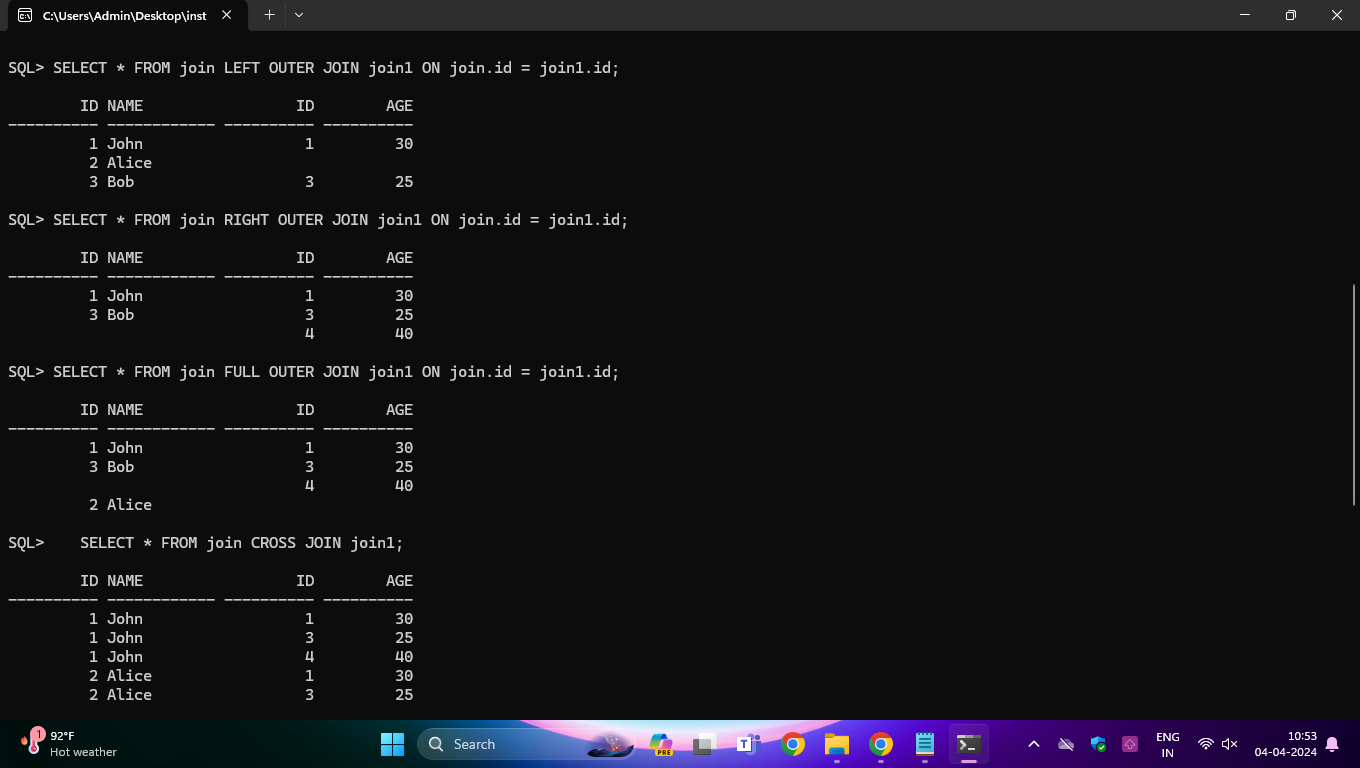 C:\Users\Admin\Desktop\inst
SQL> SELECT * FROM join LEFT OUTER JOIN join1 ON join.id = join1.id;
ID NAME ID AGE
---------- ------------ ---------- ----------
1 John 1 30
2 Alice
3 Bob 3 25
SQL> SELECT * FROM join RIGHT OUTER JOIN join1 ON join.id = join1.id;
ID NAME ID AGE
---------- ------------ ---------- ----------
1 John 1 30
3 Bob 3 25
4 40
SQL> SELECT * FROM join FULL OUTER JOIN join1 ON join.id = join1.id;
ID NAME ID AGE
---------- ------------ ---------- ----------
1 John 1 30
3 Bob 3 25
4 40
2 Alice
SQL> SELECT * FROM join CROSS JOIN join1;
ID NAME ID AGE
---------- ------------ ---------- ----------
1 John 1 30
1 John 3 25
1 John 4 40
2 Alice 1 30
2 Alice 3 25
1
92°F
Hot weather
Search
PRE
T
ENG
IN
10:53
04-04-2024